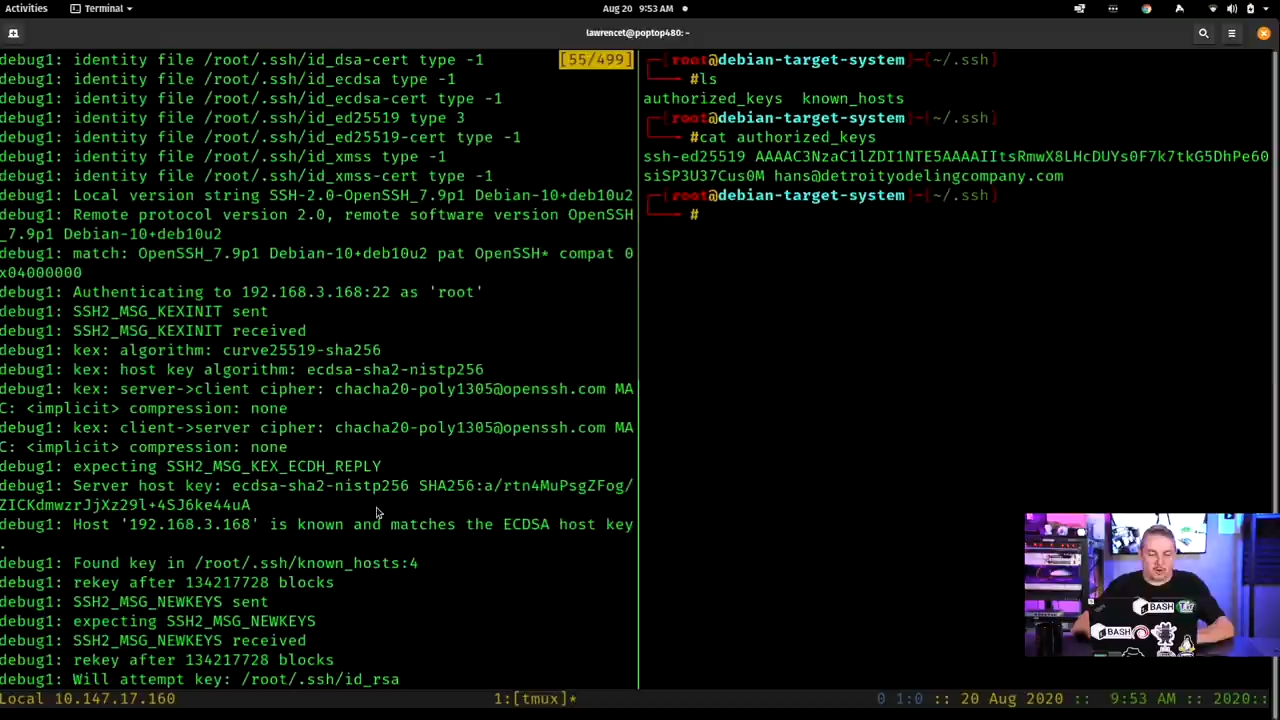 Activities
Terminal
Aug 20 9:53 AM
lawrencet@poptop480: ~
debug1: identity file /root/.ssh/id_dsa-cert type -1
[55/499]
debug1: identity file /root/.ssh/id_ecdsa type -1
debug1: identity file /root/.ssh/id_ecdsa-cert type -1
debug1: identity file /root/.ssh/id_ed25519 type 3
debug1: identity file /root/.ssh/id_ed25519-cert type -1
debug1: identity file /root/.ssh/id_xmss type -1
debug1: identity file /root/.ssh/id_xmss-cert type -1
debug1: Local version string SSH-2.0-OpenSSH_7.9p1 Debian-10+deb10u2
debug1: Remote protocol version 2.0, remote software version OpenSSH
_7.9p1 Debian-10+deb10u2
debug1: match: OpenSSH_7.9p1 Debian-10+deb10u2 pat OpenSSH* compat 0
x04000000
debug1: Authenticating to 192.168.3.168:22 as 'root'
debug1: SSH2_MSG_KEXINIT sent
debug1: SSH2_MSG_KEXINIT received
debug1: kex: algorithm: curve25519-sha256
debug1: kex: host key algorithm: ecdsa-sha2-nistp256
debug1: kex: server->client cipher: chacha20-poly1305@openssh.com MA
C: <implicit> compression: none
debug1: kex: client->server cipher: chacha20-poly1305@openssh.com MA
C: <implicit> compression: none
debug1: expecting SSH2_MSG_KEX_ECDH_REPLY
debug1: Server host key: ecdsa-sha2-nistp256 SHA256:a/rtn4MuPsgZFog/
ZICKdmwzrJjXz29l+4SJ6ke44uA
debug1: Host '192.168.3.168' is known and matches the ECDSA host key
.
debug1: Found key in /root/.ssh/known_hosts:4
debug1: rekey after 134217728 blocks
debug1: SSH2_MSG_NEWKEYS sent
debug1: expecting SSH2_MSG_NEWKEYS
debug1: SSH2_MSG_NEWKEYS received
debug1: rekey after 134217728 blocks
debug1: Will attempt key: /root/.ssh/id_rsa
[root@debian-target-system]-[~/.ssh]
#ls
authorized_keys known_hosts
[root@debian-target-system]-[~/.ssh]
#cat authorized_keys
ssh-ed25519 AAAAC3NzaC1lZDI1NTE5AAAAIItsRmwX8LHcDUYs0F7k7tkG5DhPe60
siSP3U37Cus0M hans@detroityodelingcompany.com
[root@debian-target-system]-[~/.ssh]
#
BASH
BASH
Local 10.147.17.160
1:[tmux]*
0 1:0 :: 20 Aug 2020 :: 9:53 AM :: 2020::